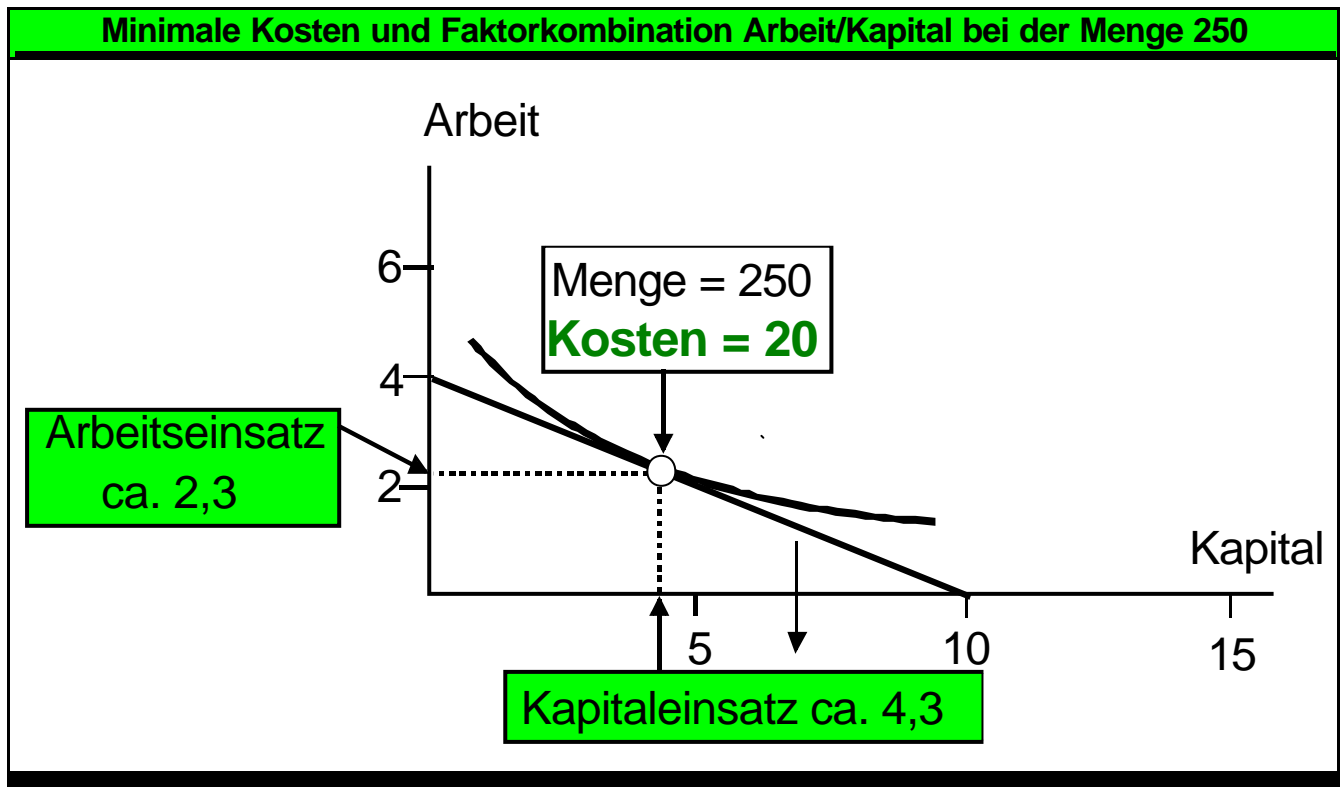 Minimale Kosten und Faktorkombination Arbeit/Kapital bei der Menge 250
Arbeit
6
Menge = 250
Kosten = 20
4
Arbeitseinsatz
ca. 2,3
2
Kapital
5
10
15
Kapitaleinsatz ca. 4,3